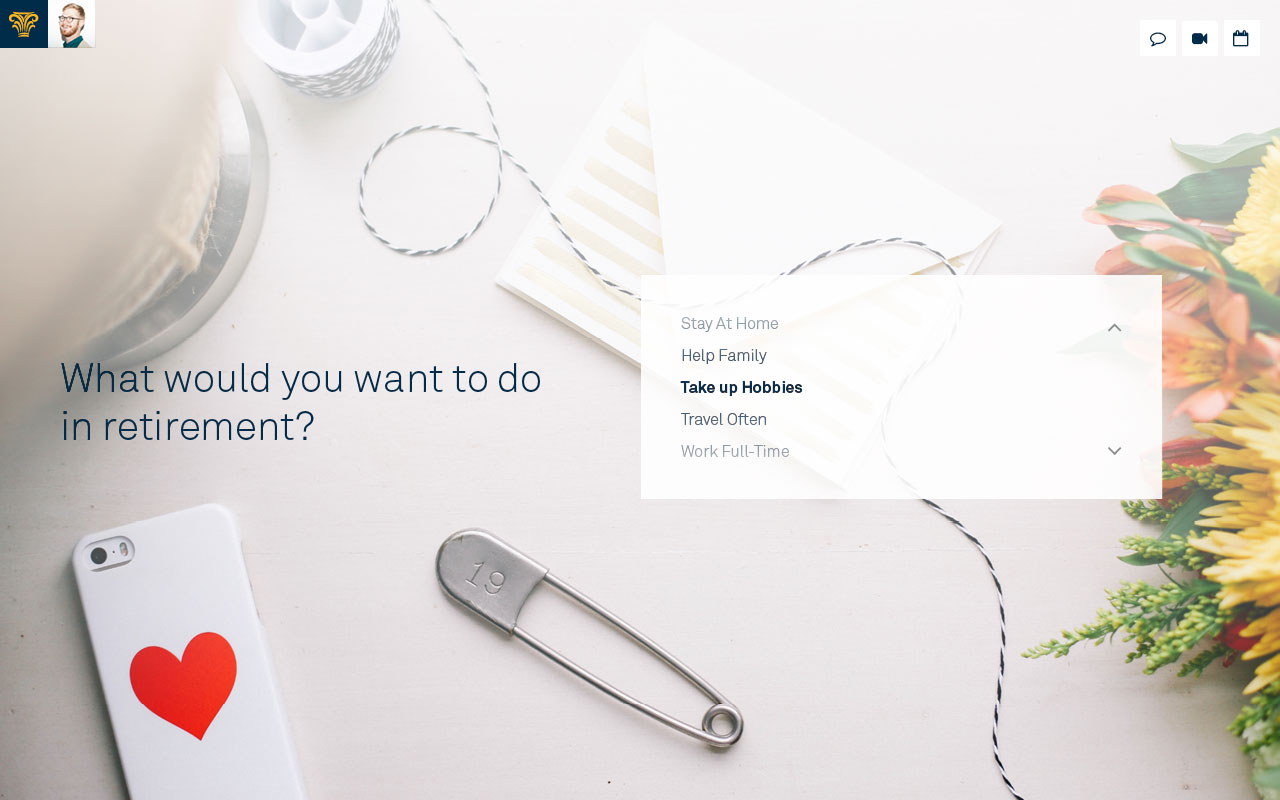 What would you want to do
in retirement?
Stay At Home
Help Family
Take up Hobbies
Travel Often
Work Full-Time
19